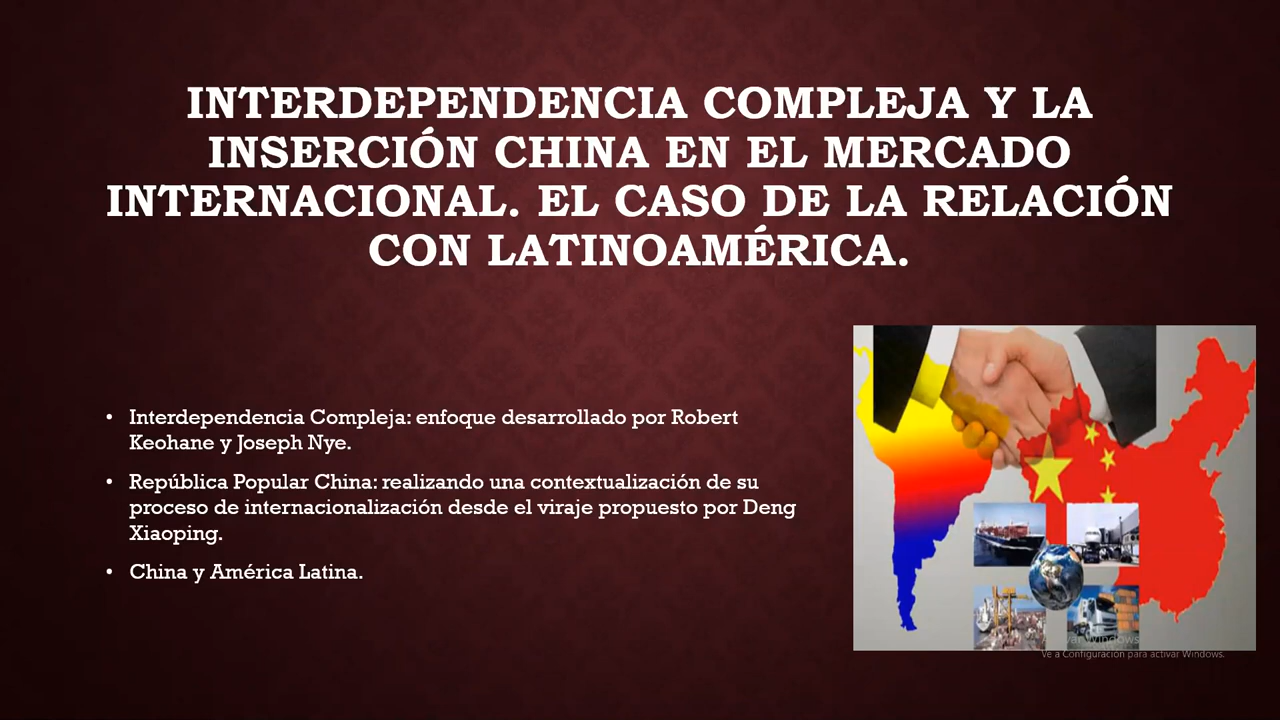 INTERDEPENDENCIA COMPLEJA Y LA
INSERCIÓN CHINA EN EL MERCADO
INTERNACIONAL. EL CASO DE LA RELACIÓN
CON LATINOAMÉRICA.
• Interdependencia Compleja: enfoque desarrollado por Robert
Keohane y Joseph Nye.
• República Popular China: realizando una contextualización de su
proceso de internacionalización desde el viraje propuesto por Deng
Xiaoping.
• China y América Latina.
Windows
Ve a Configuración para activar Windows.